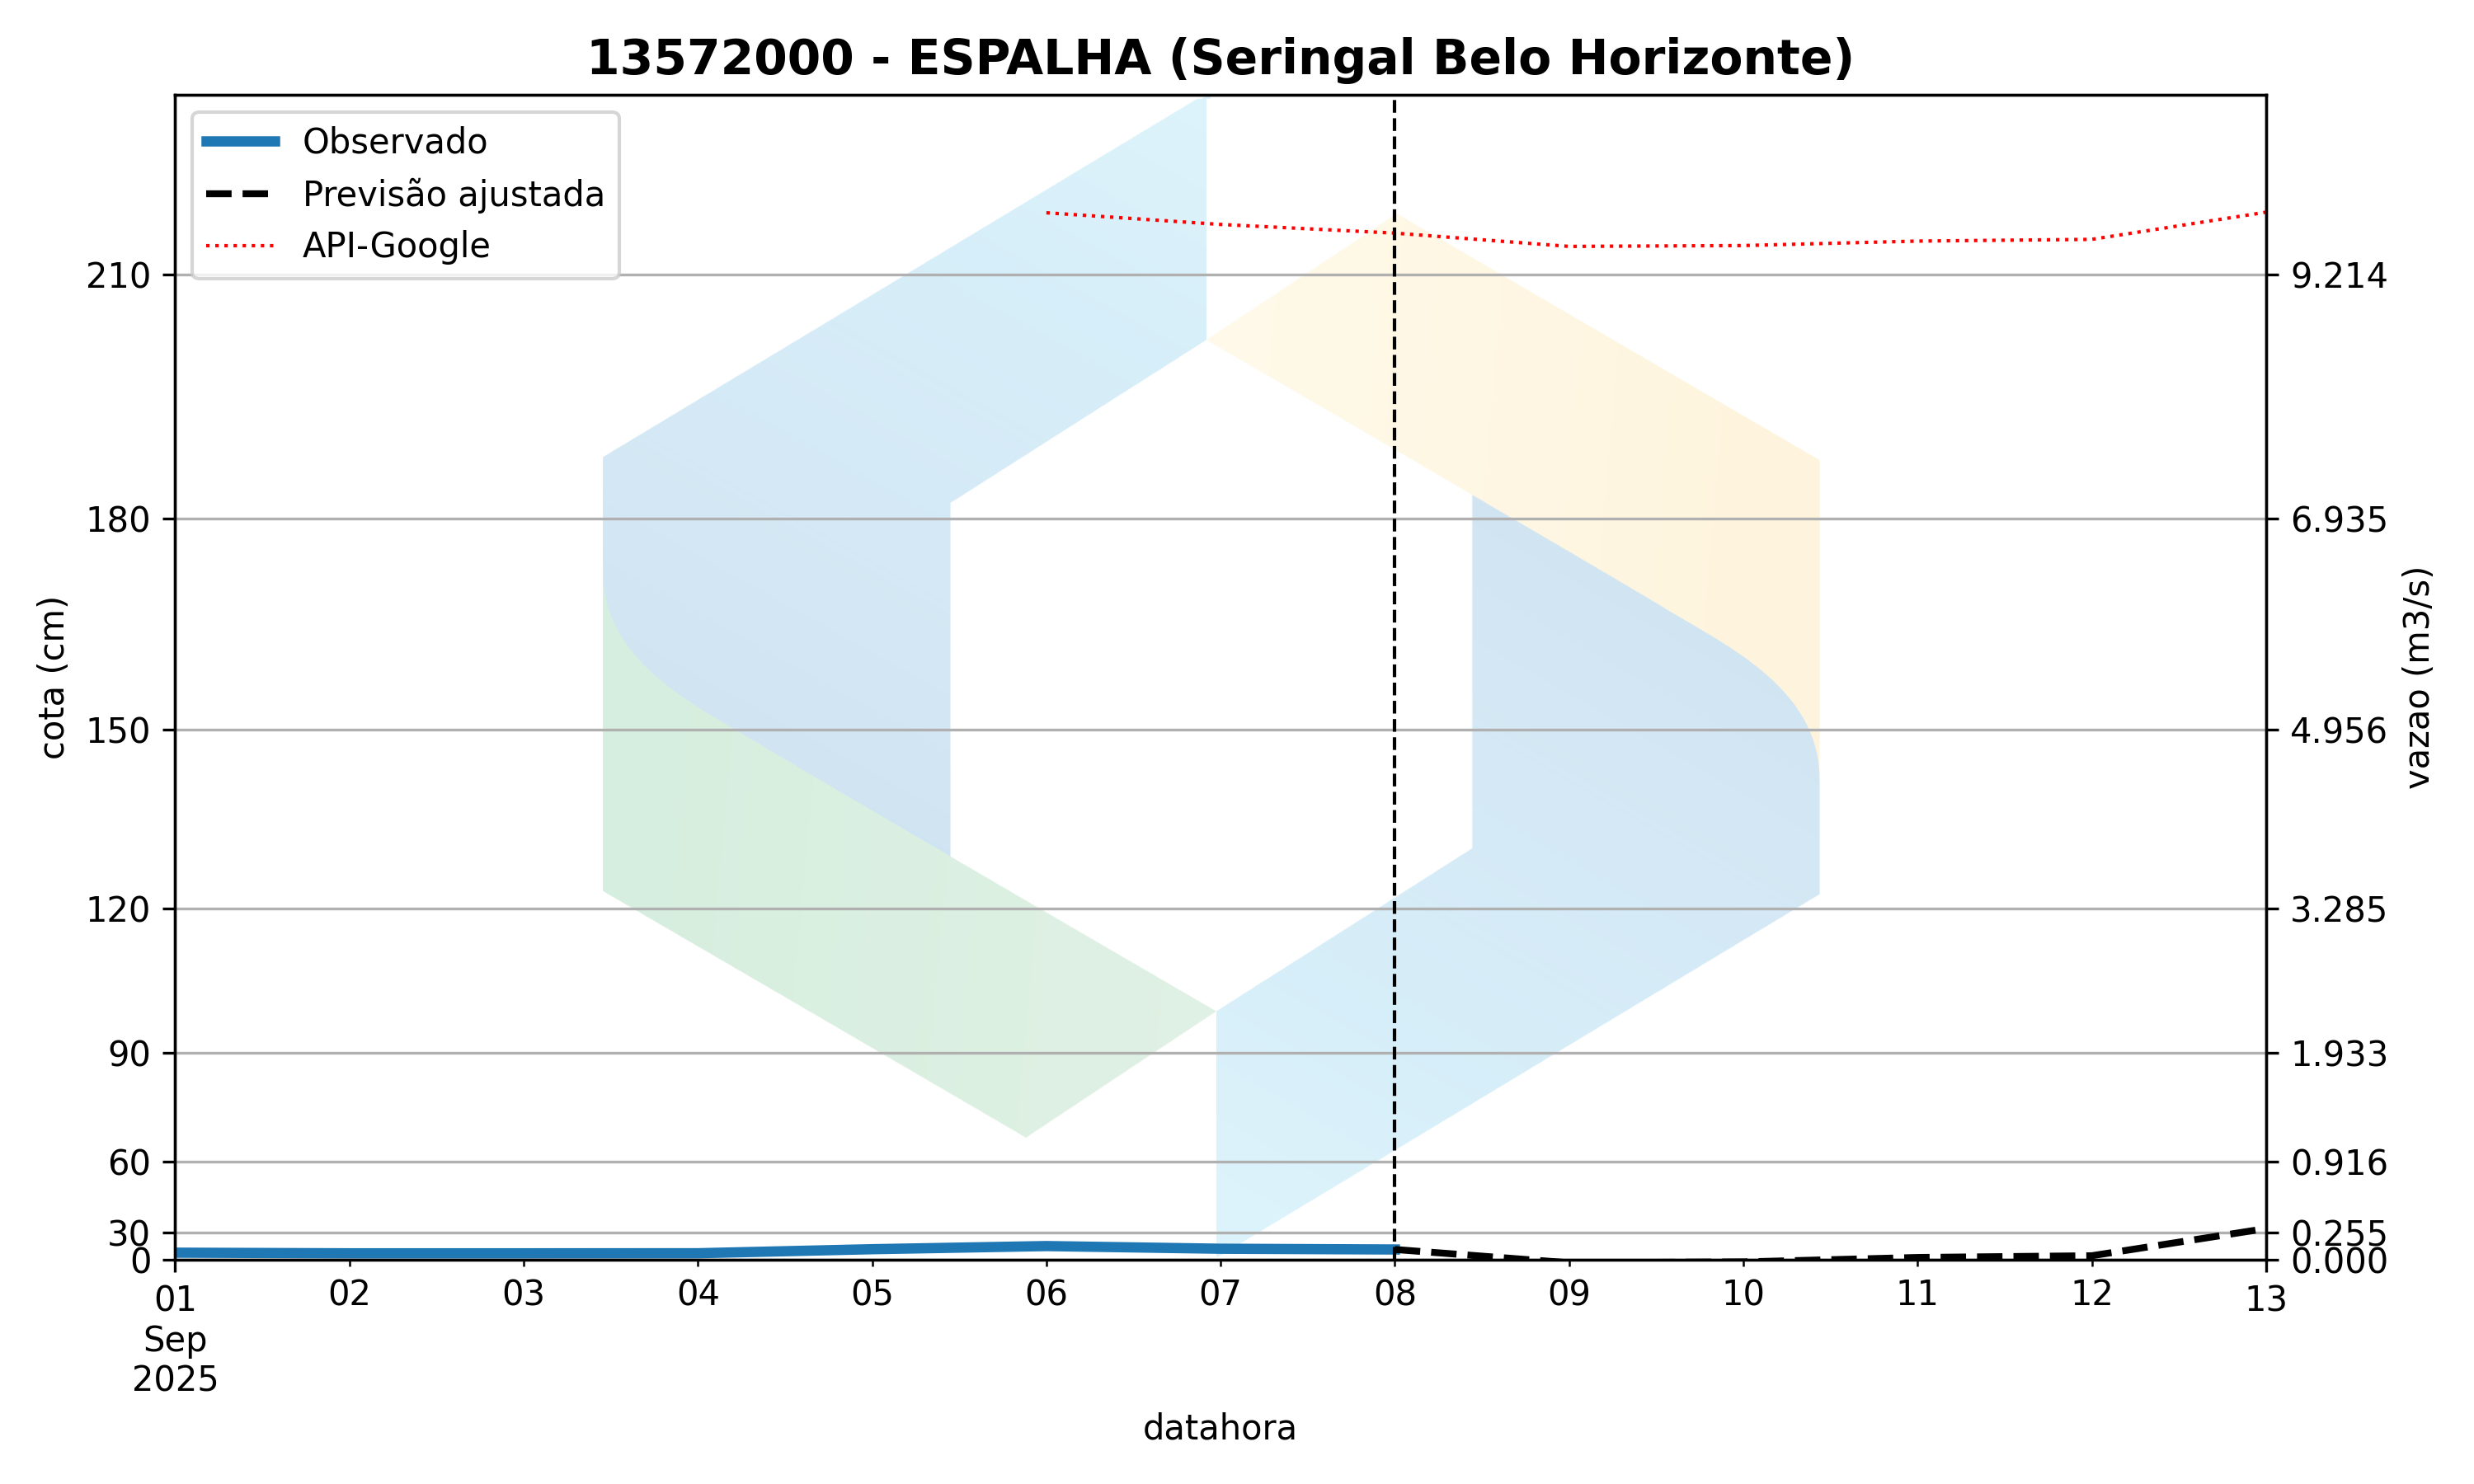 13572000 - ESPALHA (Seringal Belo Horizonte)
Observado
Previsão ajustada
API-Google
210
180
150
120
90
60
30
0
cota (cm)
9.214
6.935
4.956
3.285
1.933
0.916
0.255
0.000
vazao (m3/s)
01 02 03 04 05 06 07 08 09 10 11 12 13
Sep
2025
datahora